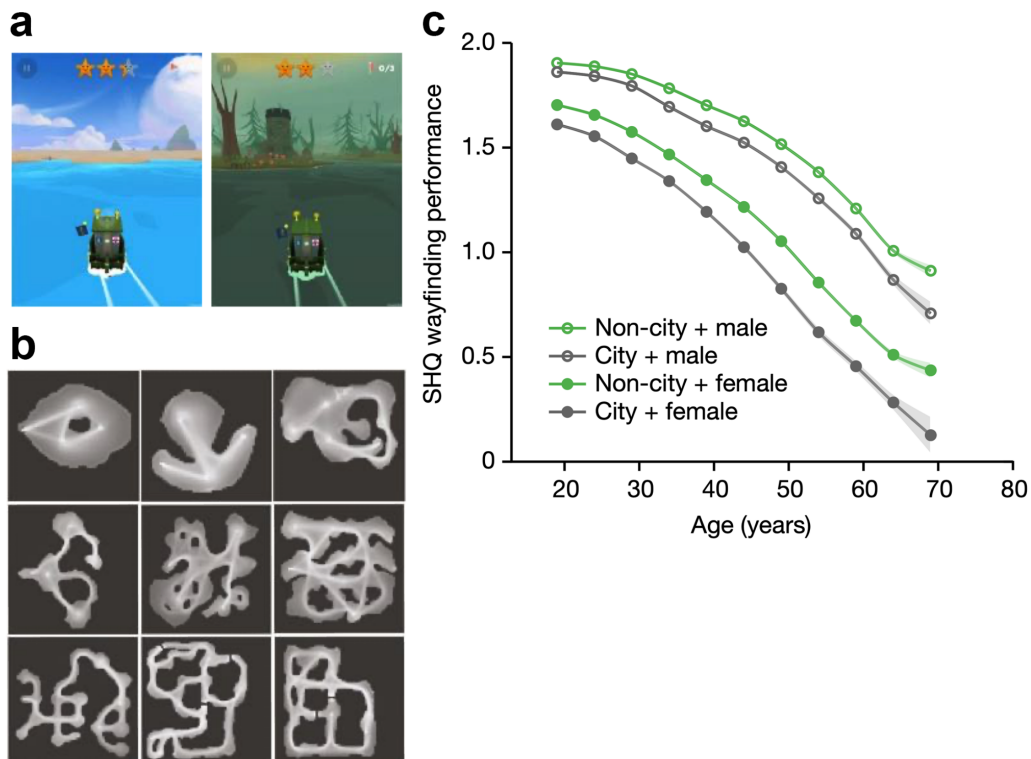 a
0/3
b
c
SHQ wayfinding performance
2.0
1.5
1.0
0.5
0
Non-city + male
City + male
Non-city + female
City + female
20 30 40 50 60 70 80
Age (years)